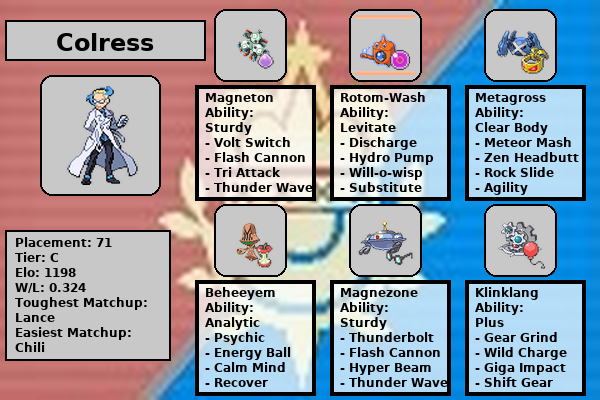 Colress
Magneton
Ability:
Sturdy
- Volt Switch
- Flash Cannon
- Tri Attack
- Thunder Wave
Rotom-Wash
Ability:
Levitate
- Discharge
- Hydro Pump
- Will-o-wisp
- Substitute
Metagross
Ability:
Clear Body
- Meteor Mash
- Zen Headbutt
- Rock Slide
- Agility
Placement: 71
Tier: C
Elo: 1198
W/L: 0.324
Toughest Matchup:
Lance
Easiest Matchup:
Chili
Beheeyem
Ability:
Analytic
- Psychic
- Energy Ball
- Calm Mind
- Recover
Magnezone
Ability:
Sturdy
- Thunderbolt
- Flash Cannon
- Hyper Beam
- Thunder Wave
Klinklang
Ability:
Plus
- Gear Grind
- Wild Charge
- Giga Impact
- Shift Gear